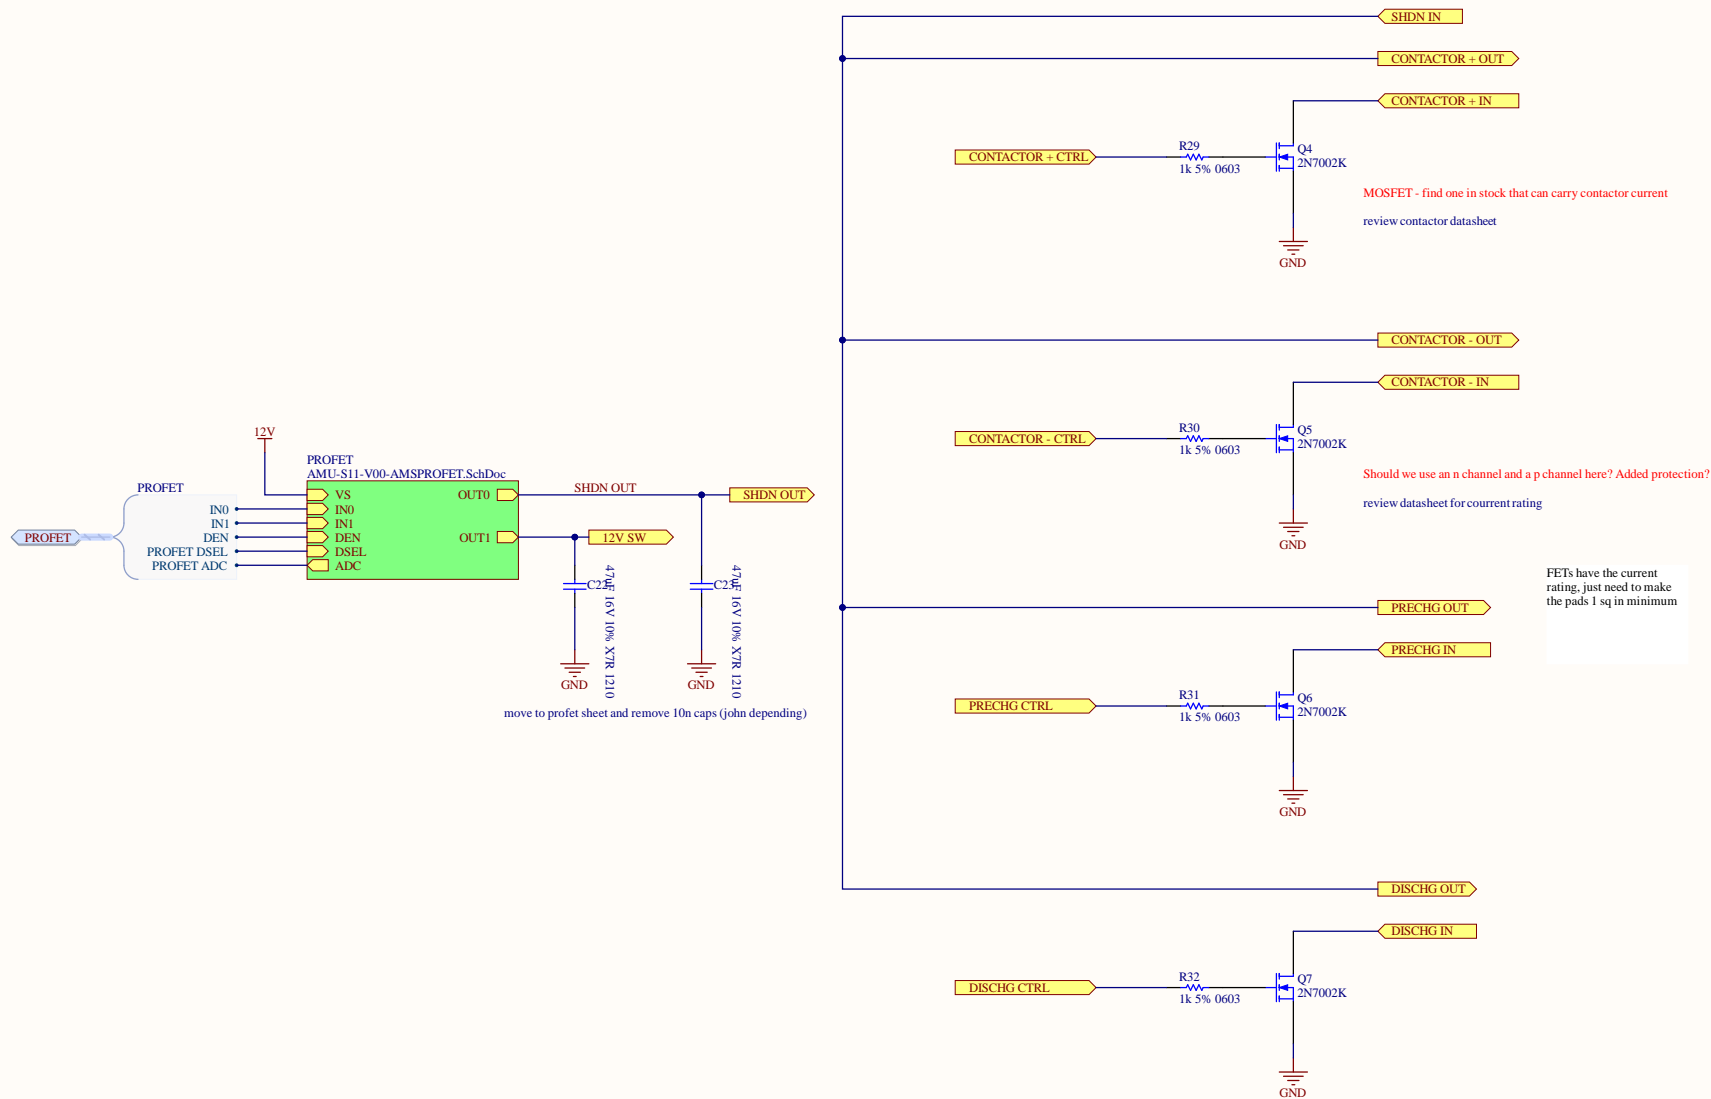 SHDN IN
CONTACTOR + OUT
CONTACTOR + IN
CONTACTOR + CTRL
R29
1k 5% 0603
Q4
2N7002K
MOSFET - find one in stock that can carry contactor current
review contactor datasheet
GND
CONTACTOR - OUT
CONTACTOR - IN
CONTACTOR - CTRL
R30
1k 5% 0603
Q5
2N7002K
Should we use an n channel and a p channel here? Added protection?
review datasheet for courrent rating
GND
12V
PROFET
AMU-S11-V00-AMSPROFET.SchDoc
PROFET
PROFET
IN0
IN1
DEN
PROFET DSEL
PROFET ADC
VS
IN0
IN1
DEN
DSEL
ADC
OUT0
OUT1
SHDN OUT
SHDN OUT
12V SW
C22
47uF 16V 10% X7R 1210
C23
47uF 16V 10% X7R 1210
GND
GND
move to profet sheet and remove 10n caps (john depending)
FETs have the current
rating, just need to make
the pads 1 sq in minimum
PRECHG OUT
PRECHG IN
PRECHG CTRL
R31
1k 5% 0603
Q6
2N7002K
GND
DISCHG OUT
DISCHG IN
DISCHG CTRL
R32
1k 5% 0603
Q7
2N7002K
GND